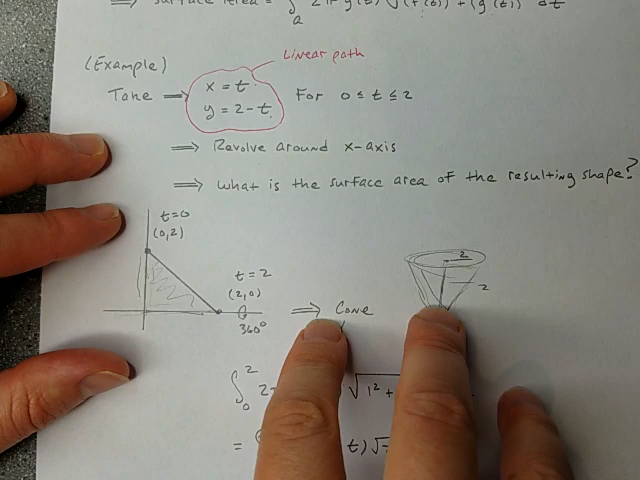 ⇒ Surface Area = ∫ 2π g(t) √(f'(t))² + (g'(t))² dt
a
(Example)
Linear path
Take ⇒ x = t
y = 2 - t
For 0 ≤ t ≤ 2
⇒ Revolve around x-axis
⇒ what is the surface area of the resulting shape?
t=0
(0,2)
t = 2
(2,0)
360°
⇒ Cone
2
2
∫₀² 2 √1² +
= t) √